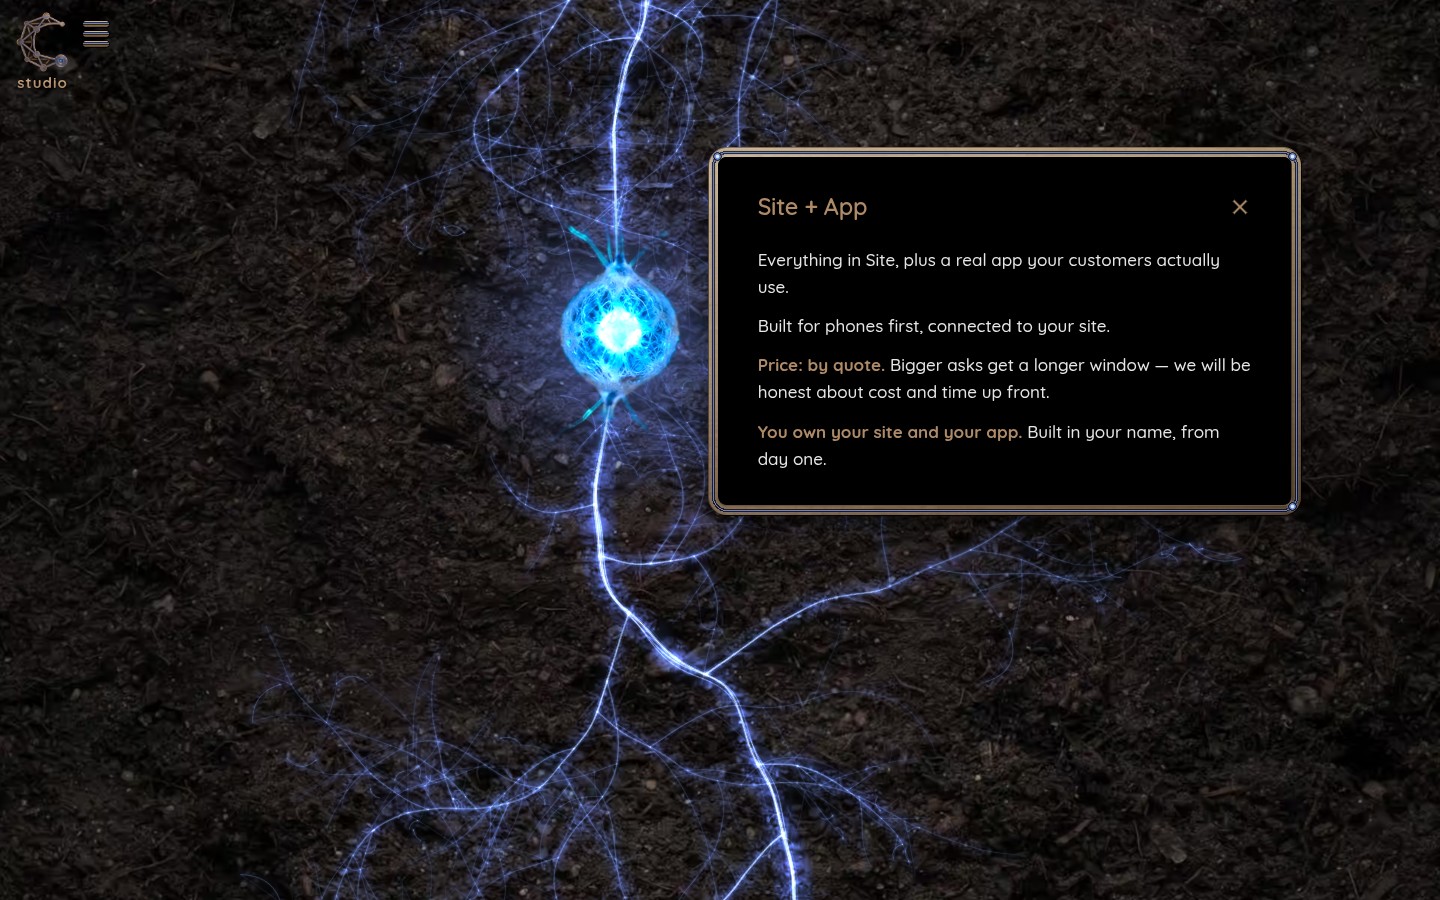 studio
Site + App
Everything in Site, plus a real app your customers actually
use.
Built for phones first, connected to your site.
Price: by quote. Bigger asks get a longer window — we will be
honest about cost and time up front.
You own your site and your app. Built in your name, from
day one.